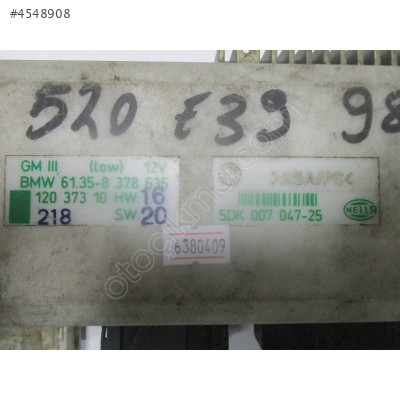 #4548908
520 E39 98
GM III (low) 12V
BMW 61.35-8 378 635
120 373 10 HW: 16
218 SW: 20
5DK 007 047-25
HELLA
6380409